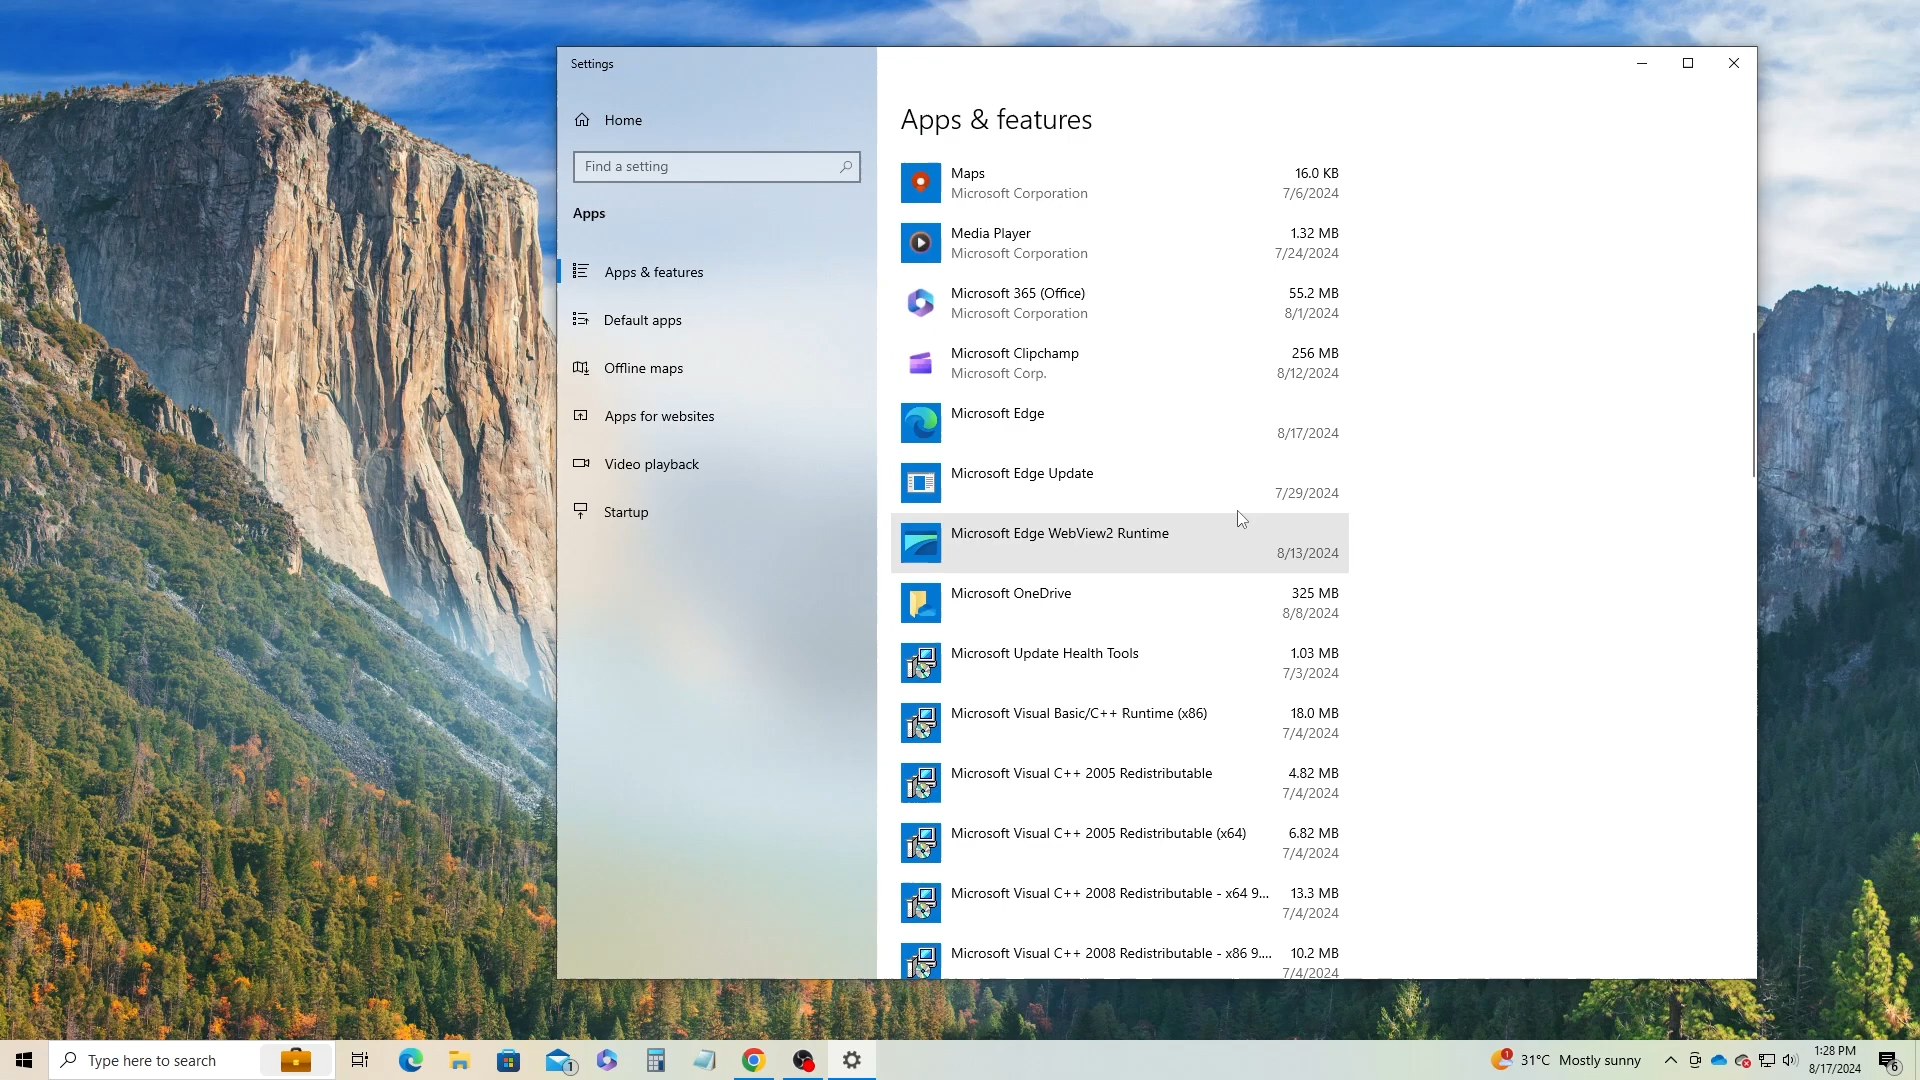 Settings
Home
Find a setting
Apps
Apps & features
Default apps
Offline maps
Apps for websites
Video playback
Startup
Apps & features
Maps 16.0 KB
Microsoft Corporation 7/6/2024
Media Player 1.32 MB
Microsoft Corporation 7/24/2024
Microsoft 365 (Office) 55.2 MB
Microsoft Corporation 8/1/2024
Microsoft Clipchamp 256 MB
Microsoft Corp. 8/12/2024
Microsoft Edge
8/17/2024
Microsoft Edge Update
7/29/2024
Microsoft Edge WebView2 Runtime
8/13/2024
Microsoft OneDrive 325 MB
8/8/2024
Microsoft Update Health Tools 1.03 MB
7/3/2024
Microsoft Visual Basic/C++ Runtime (x86) 18.0 MB
7/4/2024
Microsoft Visual C++ 2005 Redistributable 4.82 MB
7/4/2024
Microsoft Visual C++ 2005 Redistributable (x64) 6.82 MB
7/4/2024
Microsoft Visual C++ 2008 Redistributable - x64 9... 13.3 MB
7/4/2024
Microsoft Visual C++ 2008 Redistributable - x86 9.... 10.2 MB
7/4/2024
Type here to search
1
1
31°C Mostly sunny
1:28 PM
8/17/2024
6